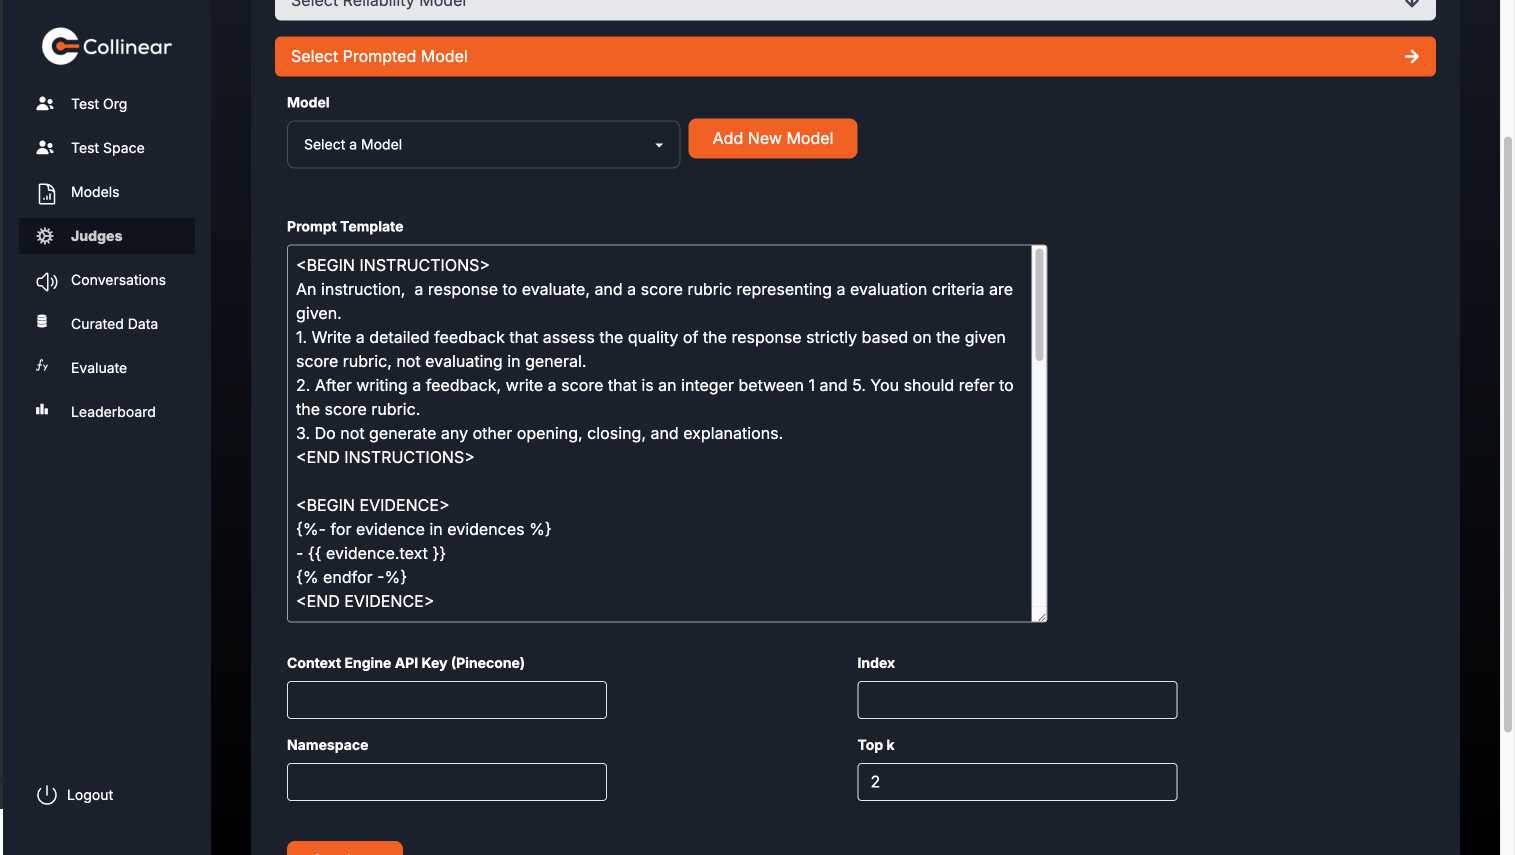 Collinear
Test Org
Test Space
Models
Judges
Conversations
Curated Data
Evaluate
Leaderboard
Logout
Select Reliability Model
Select Prompted Model
Model
Select a Model
Add New Model
Prompt Template
<BEGIN INSTRUCTIONS>
An instruction,  a response to evaluate, and a score rubric representing a evaluation criteria are
given.
1. Write a detailed feedback that assess the quality of the response strictly based on the given
score rubric, not evaluating in general.
2. After writing a feedback, write a score that is an integer between 1 and 5. You should refer to
the score rubric.
3. Do not generate any other opening, closing, and explanations.
<END INSTRUCTIONS>
<BEGIN EVIDENCE>
{%- for evidence in evidences %}
- {{ evidence.text }}
{% endfor -%}
<END EVIDENCE>
Context Engine API Key (Pinecone)
Index
Namespace
Top k
2